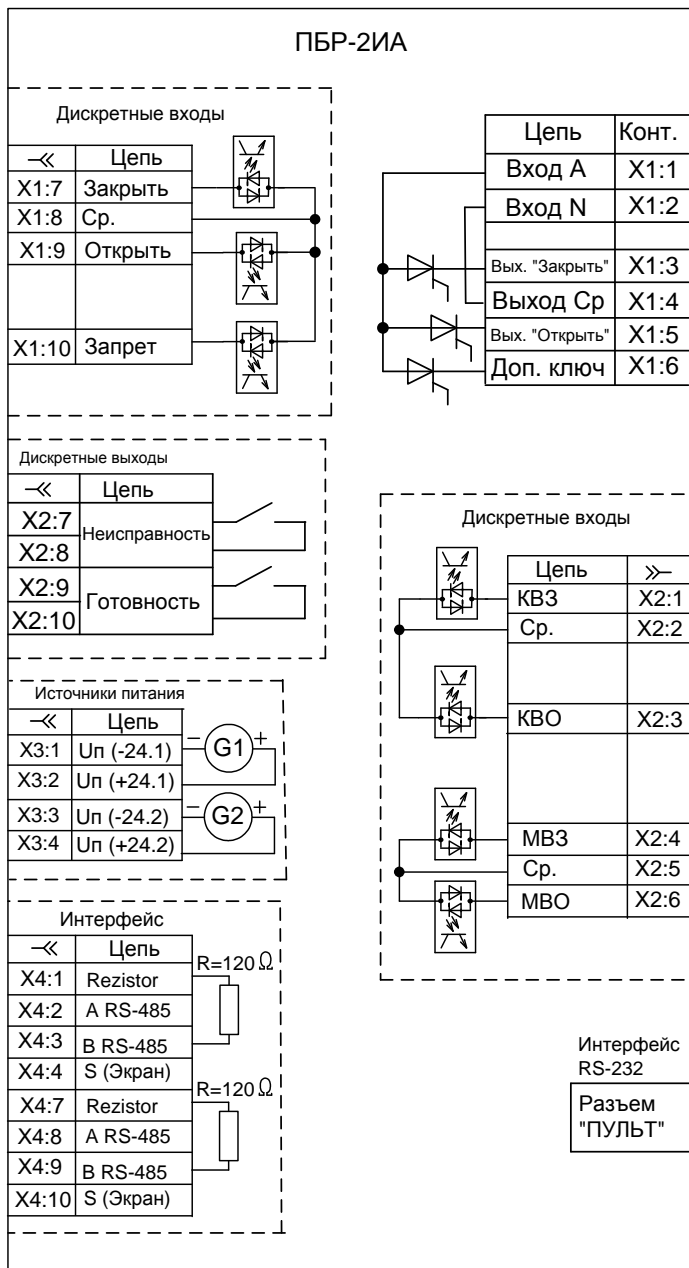 ПБР-2ИА
Дискретные входы
Цепь
X1:7 Закрыть
X1:8 Ср.
X1:9 Открыть
X1:10 Запрет
Цепь Конт.
Вход А X1:1
Вход N X1:2
Вых. "Закрыть" X1:3
Выход Ср X1:4
Вых. "Открыть" X1:5
Доп. ключ X1:6
Дискретные выходы
Цепь
X2:7
Неисправность
X2:8
X2:9
Готовность
X2:10
Дискретные входы
Цепь
КВЗ X2:1
Ср. X2:2
КВО X2:3
МВЗ X2:4
Ср. X2:5
МВО X2:6
Источники питания
Цепь
X3:1 Uп (-24.1) − G1 +
X3:2 Uп (+24.1)
X3:3 Uп (-24.2) − G2 +
X3:4 Uп (+24.2)
Интерфейс
Цепь
R=120 Ω
X4:1 Rezistor
X4:2 A RS-485
X4:3 B RS-485
X4:4 S (Экран)
R=120 Ω
X4:7 Rezistor
X4:8 A RS-485
X4:9 B RS-485
X4:10 S (Экран)
Интерфейс
RS-232
Разъем
"ПУЛЬТ"